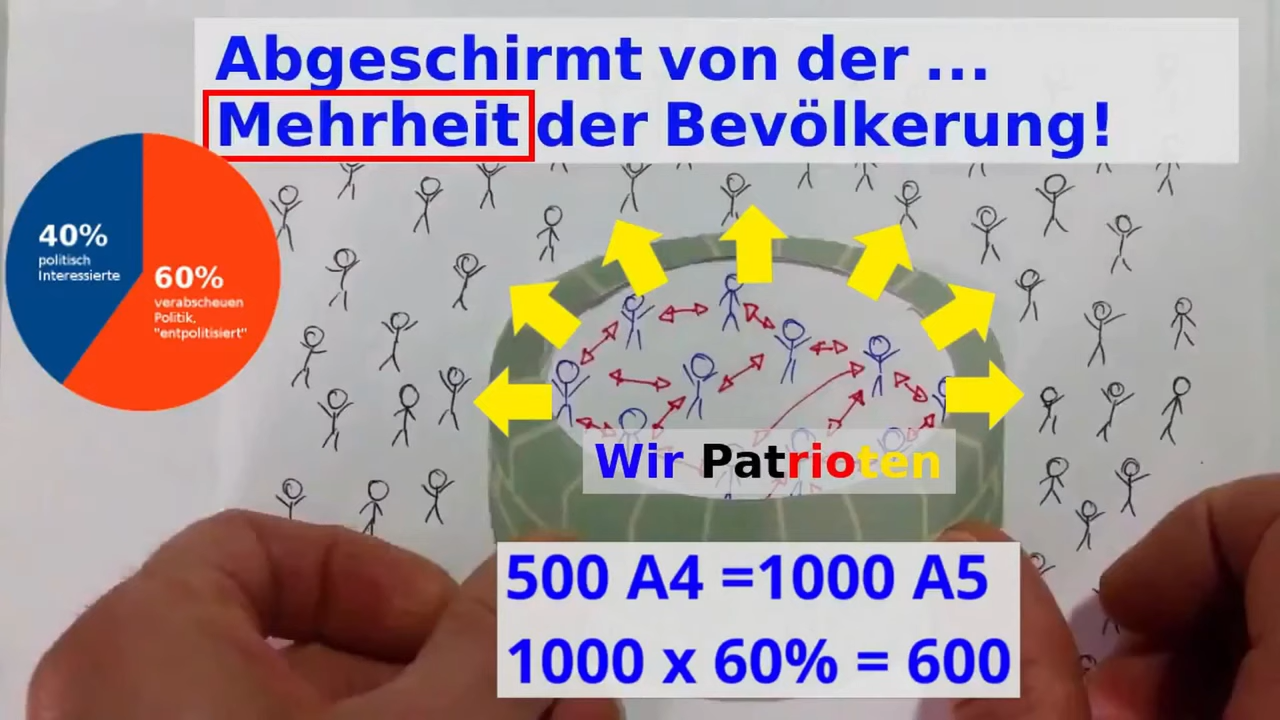 Abgeschirmt von der ...
Mehrheit der Bevölkerung!
40%
politisch
Interessierte
60%
verabscheuen
Politik,
"entpolitisiert"
Wir Patrioten
500 A4 =1000 A5
1000 x 60% = 600